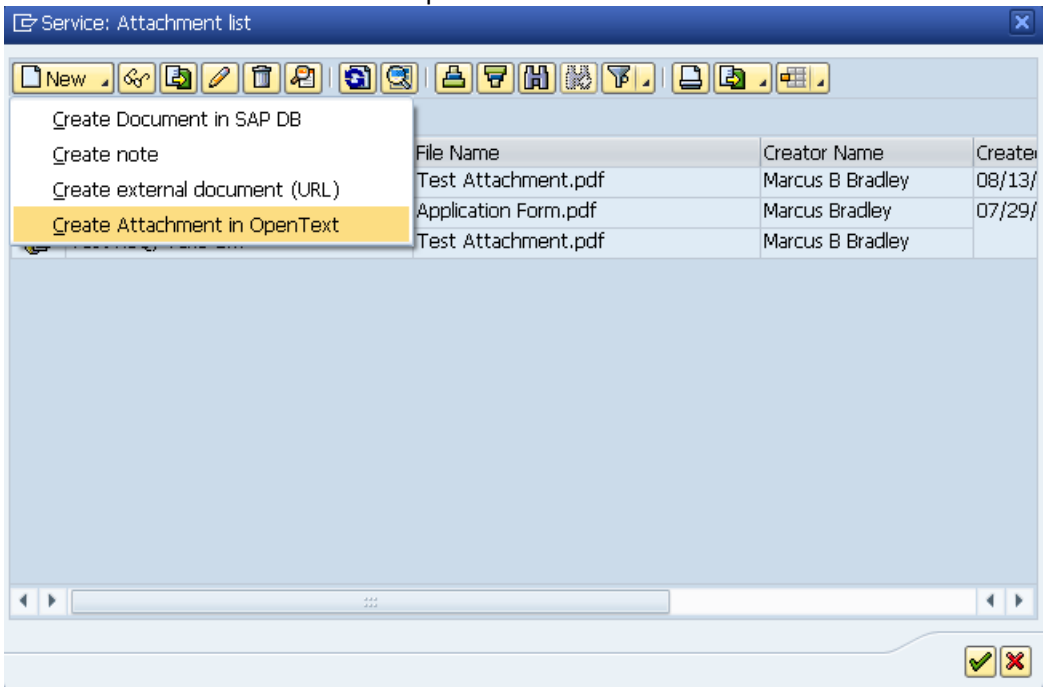 Service: Attachment list
New
Create Document in SAP DB
Create note
Create external document (URL)
Create Attachment in OpenText
File Name Creator Name Create
Test Attachment.pdf Marcus B Bradley 08/13/
Application Form.pdf Marcus Bradley 07/29/
Test Attachment.pdf Marcus B Bradley